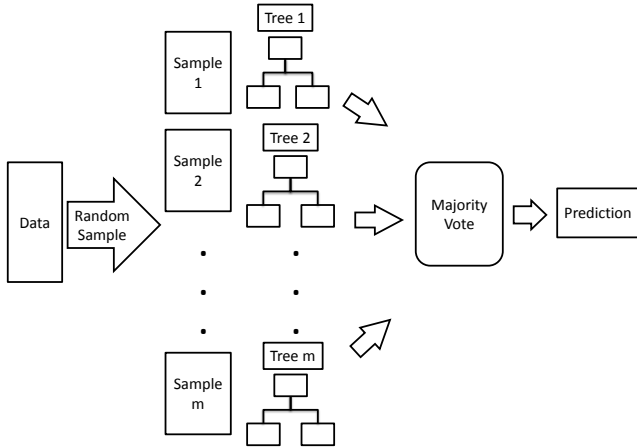 Tree 1
Sample
1
Tree 2
Sample
2
Data
Random
Sample
Majority
Vote
Prediction
Tree m
Sample
m